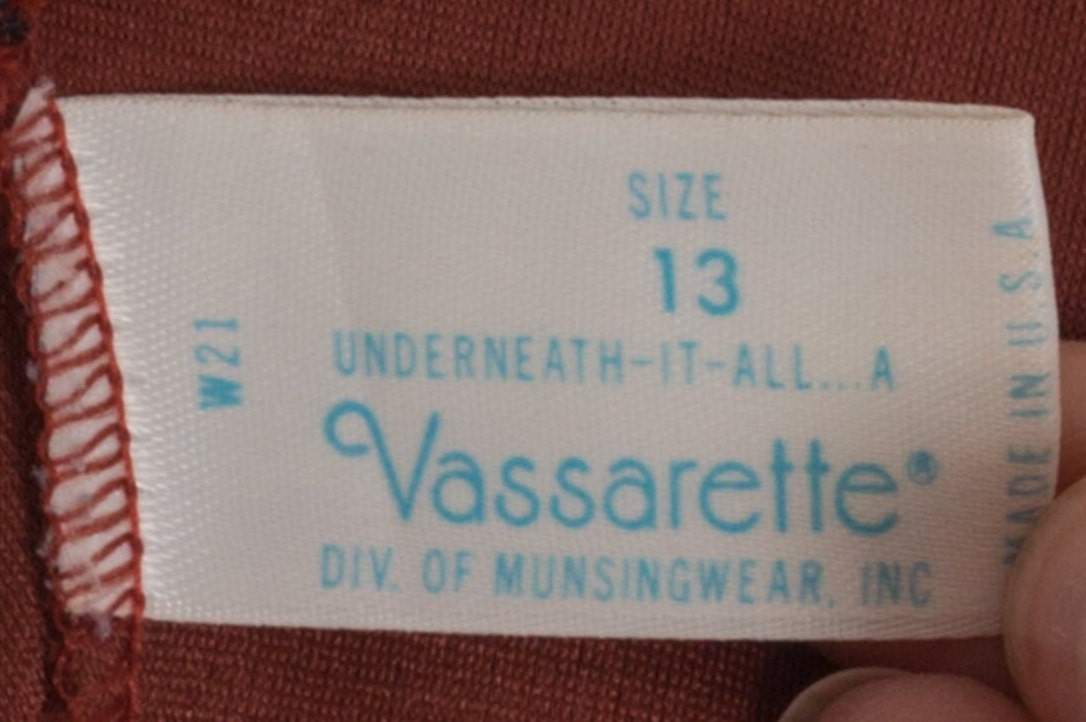 SIZE
13
UNDERNEATH-IT-ALL...A
Vassarette®
DIV. OF MUNSINGWEAR, INC
W21
MADE IN U.S.A.